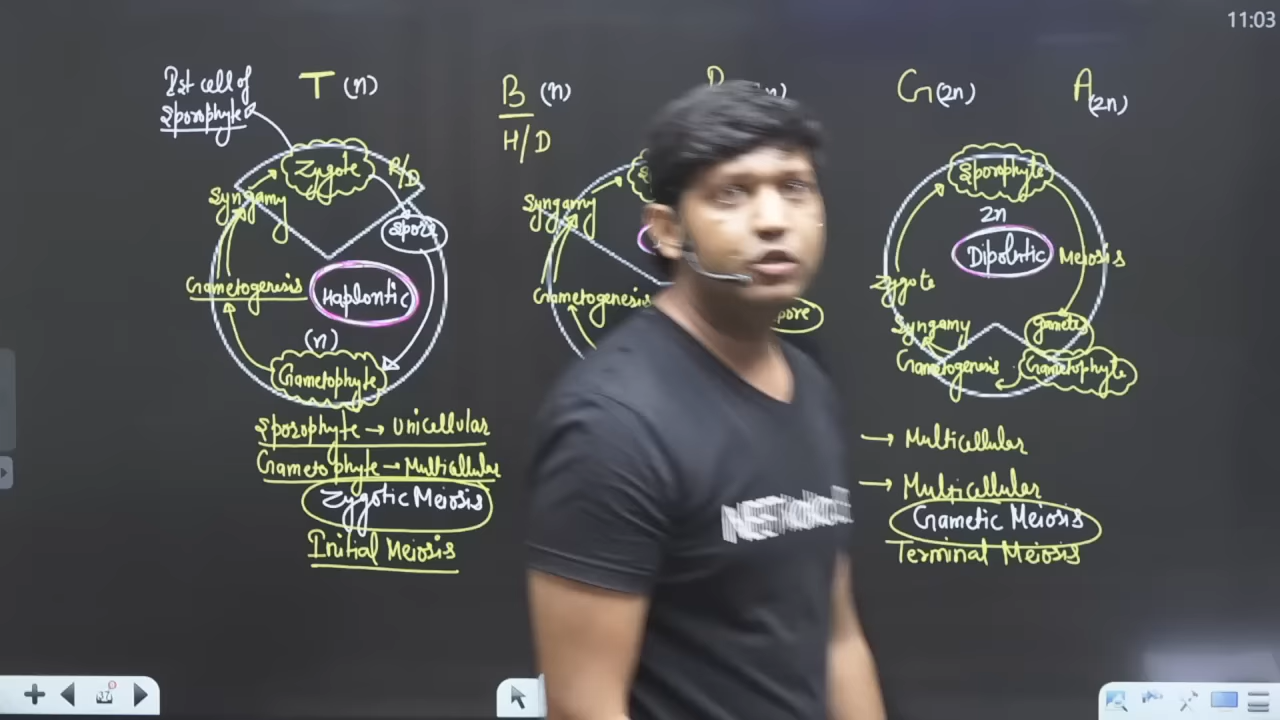 11:03
1st cell of
Sporophyte
T (n)
B (n)
H/D
G (2n)
A (2n)
Zygote
R/D
Syngamy
Spore
Gametogenesis
Haplontic
(n)
Gametophyte
Sporophyte → Unicellular
Gametophyte → Multicellular
Zygotic Meiosis
Initial Meiosis
Syngamy
Gametogenesis
pore
Sporophyte
2n
Diplontic
Meiosis
Zygote
Syngamy
Gametogenesis
Gametophyte
→ Multicellular
→ Multicellular
Gametic Meiosis
Terminal Meiosis